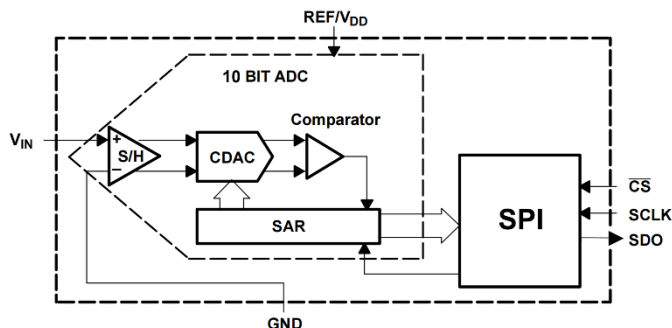 REF/VDD
10 BIT ADC
Comparator
VIN
+
S/H
−
CDAC
SAR
SPI
CS
SCLK
SDO
GND